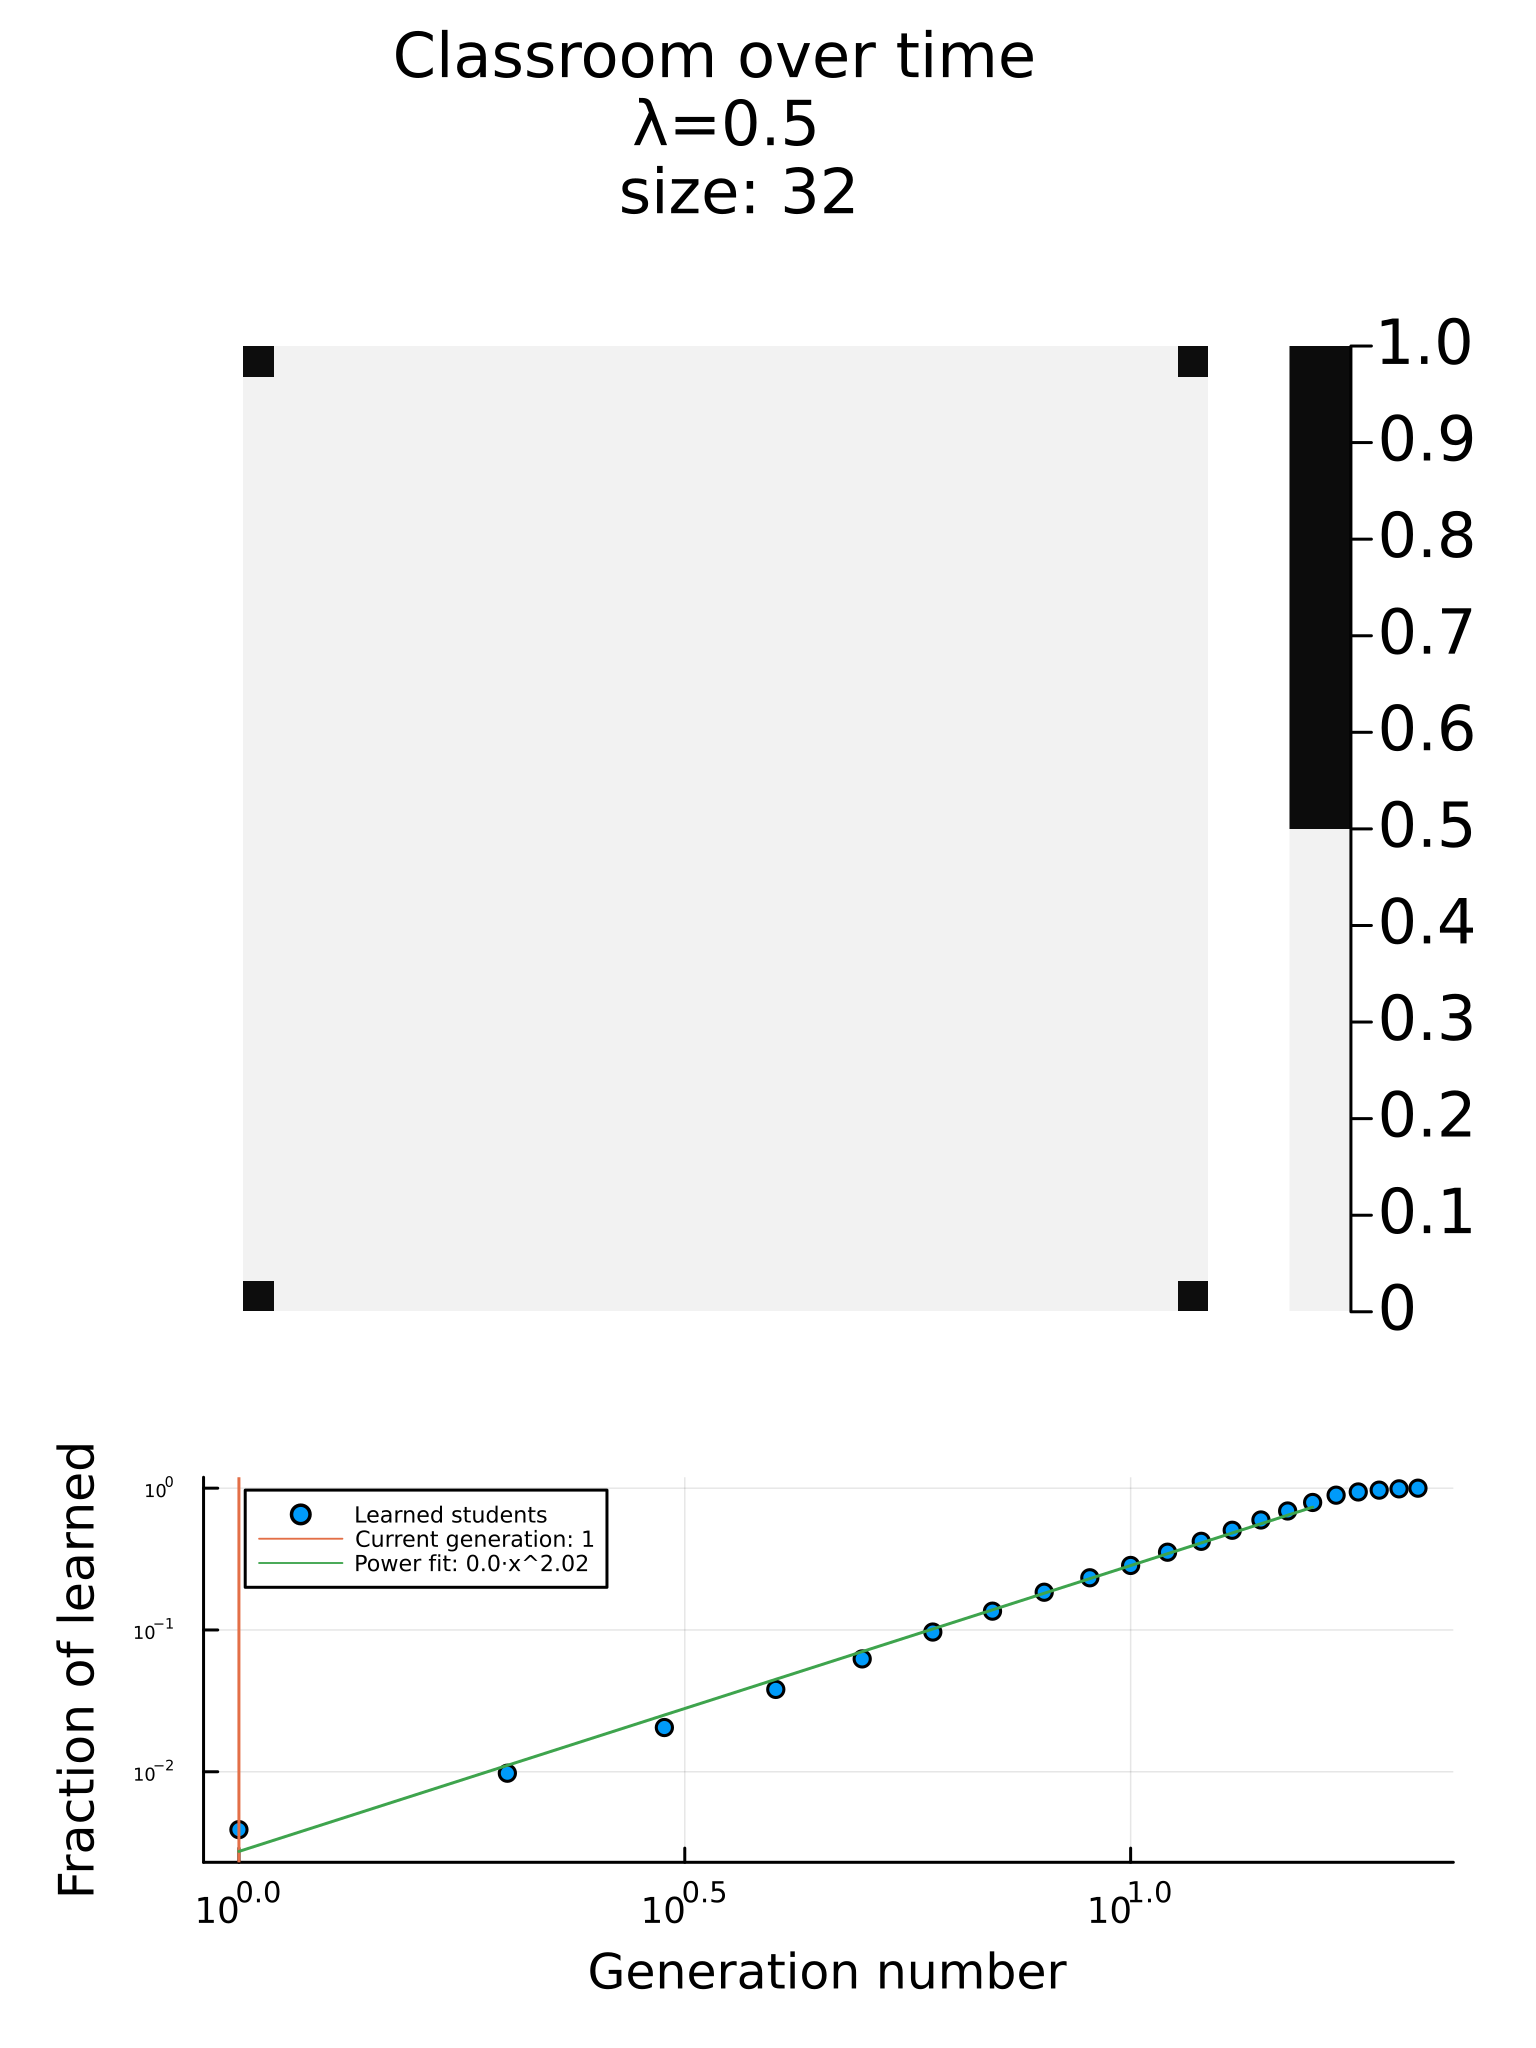 Classroom over time
λ=0.5
size: 32
1.0
0.9
0.8
0.7
0.6
0.5
0.4
0.3
0.2
0.1
0
Fraction of learned
10^0
10^−1
10^−2
Learned students
Current generation: 1
Power fit: 0.0·x^2.02
10^0.0
10^0.5
10^1.0
Generation number